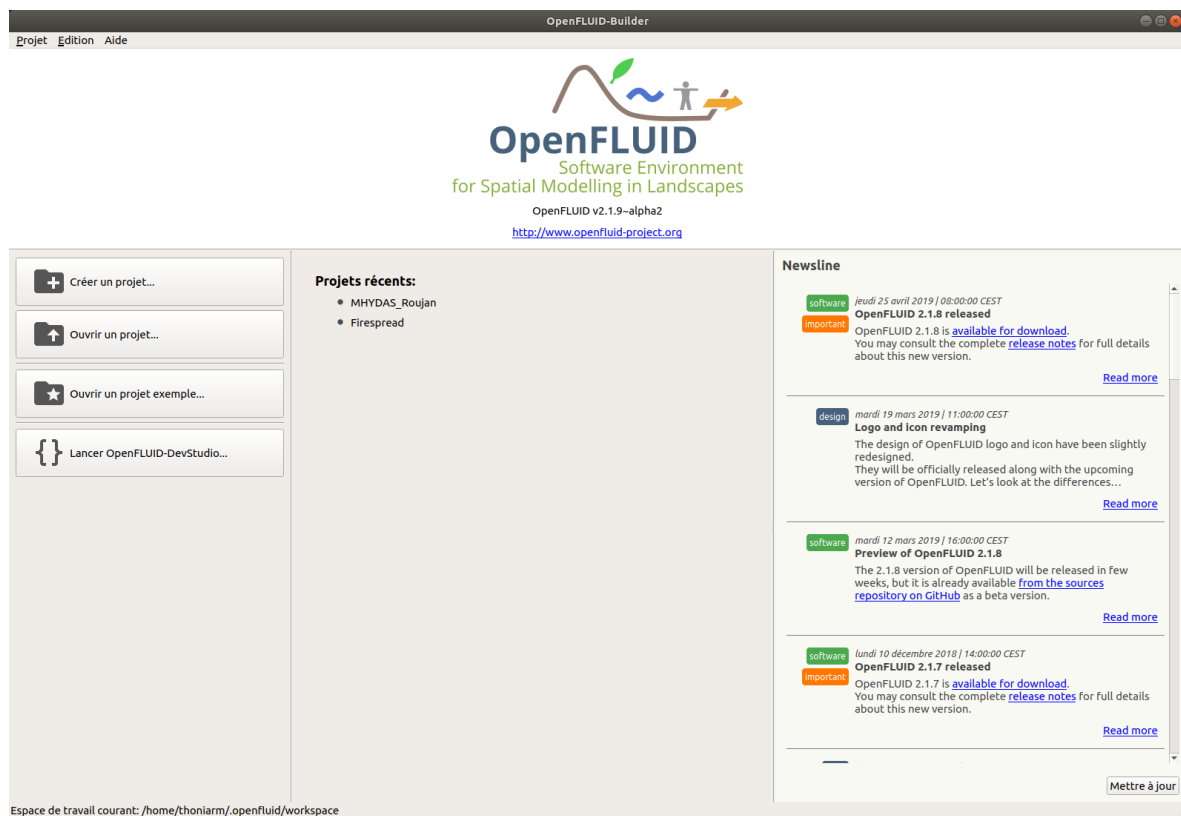 OpenFLUID-Builder
Projet Edition Aide
OpenFLUID
Software Environment
for Spatial Modelling in Landscapes
OpenFLUID v2.1.9~alpha2
http://www.openfluid-project.org
Créer un projet...
Ouvrir un projet...
Ouvrir un projet exemple...
{ } Lancer OpenFLUID-DevStudio...
Projets récents:
MHYDAS_Roujan
Firespread
Newsline
software
important
jeudi 25 avril 2019 | 08:00:00 CEST
OpenFLUID 2.1.8 released
OpenFLUID 2.1.8 is available for download.
You may consult the complete release notes for full details
about this new version.
Read more
design
mardi 19 mars 2019 | 11:00:00 CEST
Logo and icon revamping
The design of OpenFLUID logo and icon have been slightly
redesigned.
They will be officially released along with the upcoming
version of OpenFLUID. Let's look at the differences...
Read more
software
mardi 12 mars 2019 | 16:00:00 CEST
Preview of OpenFLUID 2.1.8
The 2.1.8 version of OpenFLUID will be released in few
weeks, but it is already available from the sources
repository on GitHub as a beta version.
Read more
software
important
lundi 10 décembre 2018 | 14:00:00 CEST
OpenFLUID 2.1.7 released
OpenFLUID 2.1.7 is available for download.
You may consult the complete release notes for full details
about this new version.
Read more
Mettre à jour
Espace de travail courant: /home/thoniarm/.openfluid/workspace